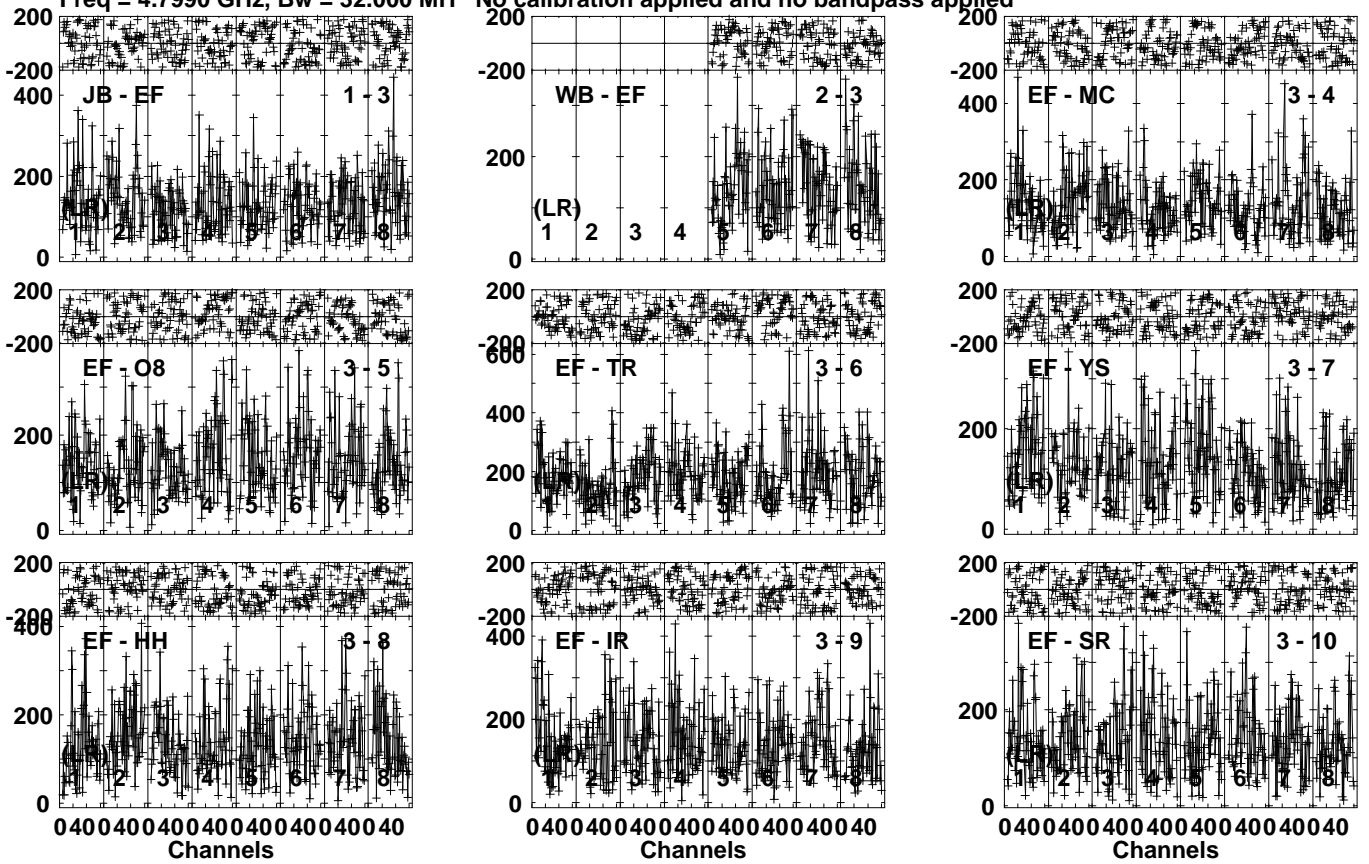 Freq = 4.7990 GHz, Bw = 32.000 MH No calibration applied and no bandpass applied
200 200 200
-200 -200 -200
JB - EF 1 - 3 WB - EF 2 - 3 EF - MC 3 - 4
400 400
200 200 200
(LR) (LR) (LR)
1 2 3 4 5 6 7 8 1 2 3 4 5 6 7 8 1 2 3 4 5 6 7 8
0 0 0
200 200 200
-200 -200 -200
600
EF - O8 3 - 5 EF - TR 3 - 6 EF - YS 3 - 7
400
200 200 200
(LR) (LR) (LR)
1 2 3 4 5 6 7 8 1 2 3 4 5 6 7 8 1 2 3 4 5 6 7 8
0 0 0
200 200 200
-200 -200 -200
400 400
EF - HH 3 - 8 EF - IR 3 - 9 EF - SR 3 - 10
200 200 200
(LR) (LR) (LR)
1 2 3 4 5 6 7 8 1 2 3 4 5 6 7 8 1 2 3 4 5 6 7 8
0 0 0
0 40 0 40 0 40 0 40 0 40 0 40 0 40 0 40 0 40 0 40 0 40 0 40 0 40 0 40 0 40 0 40 0 40 0 40 0 40 0 40 0 40 0 40 0 40 0 40
Channels Channels Channels